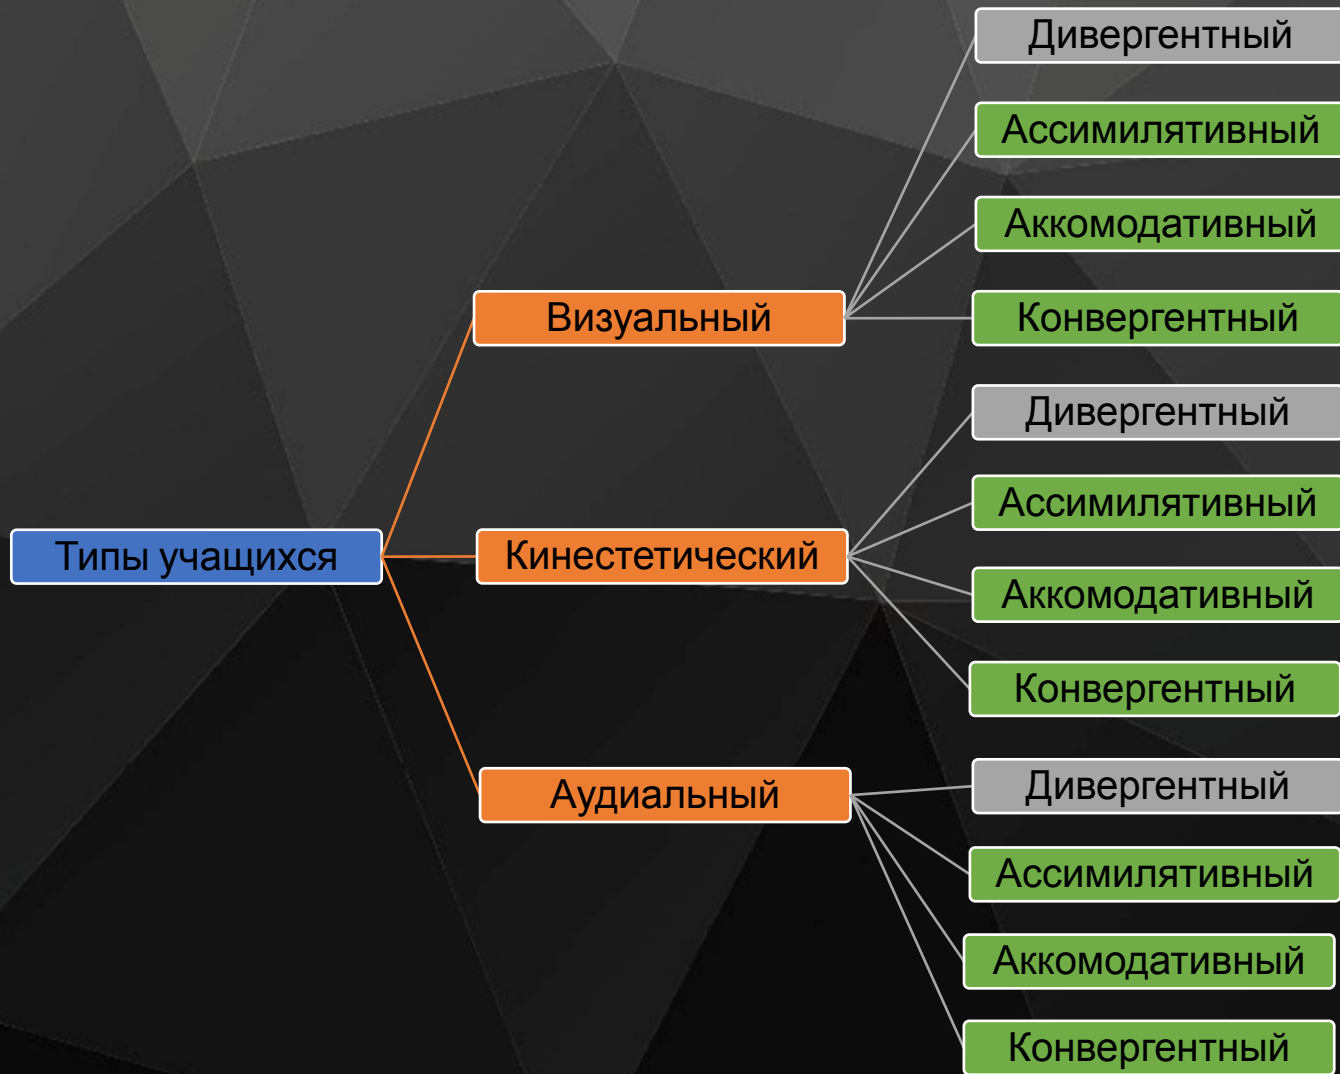 Типы учащихся
Визуальный
Дивергентный
Ассимилятивный
Аккомодативный
Конвергентный
Кинестетический
Дивергентный
Ассимилятивный
Аккомодативный
Конвергентный
Аудиальный
Дивергентный
Ассимилятивный
Аккомодативный
Конвергентный